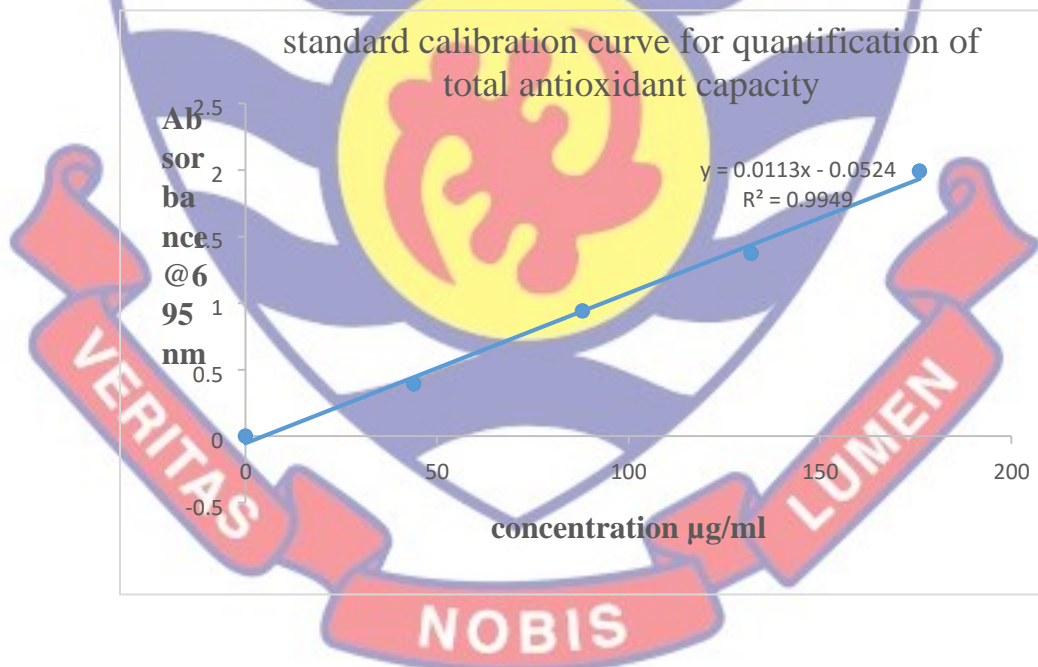 standard calibration curve for quantification of
total antioxidant capacity
Ab
sor
ba
nce
@6
95
nm
2.5
2
1.5
1
0.5
0
-0.5
y = 0.0113x - 0.0524
R² = 0.9949
0 50 100 150 200
concentration µg/ml
VERITAS
NOBIS
LUMEN